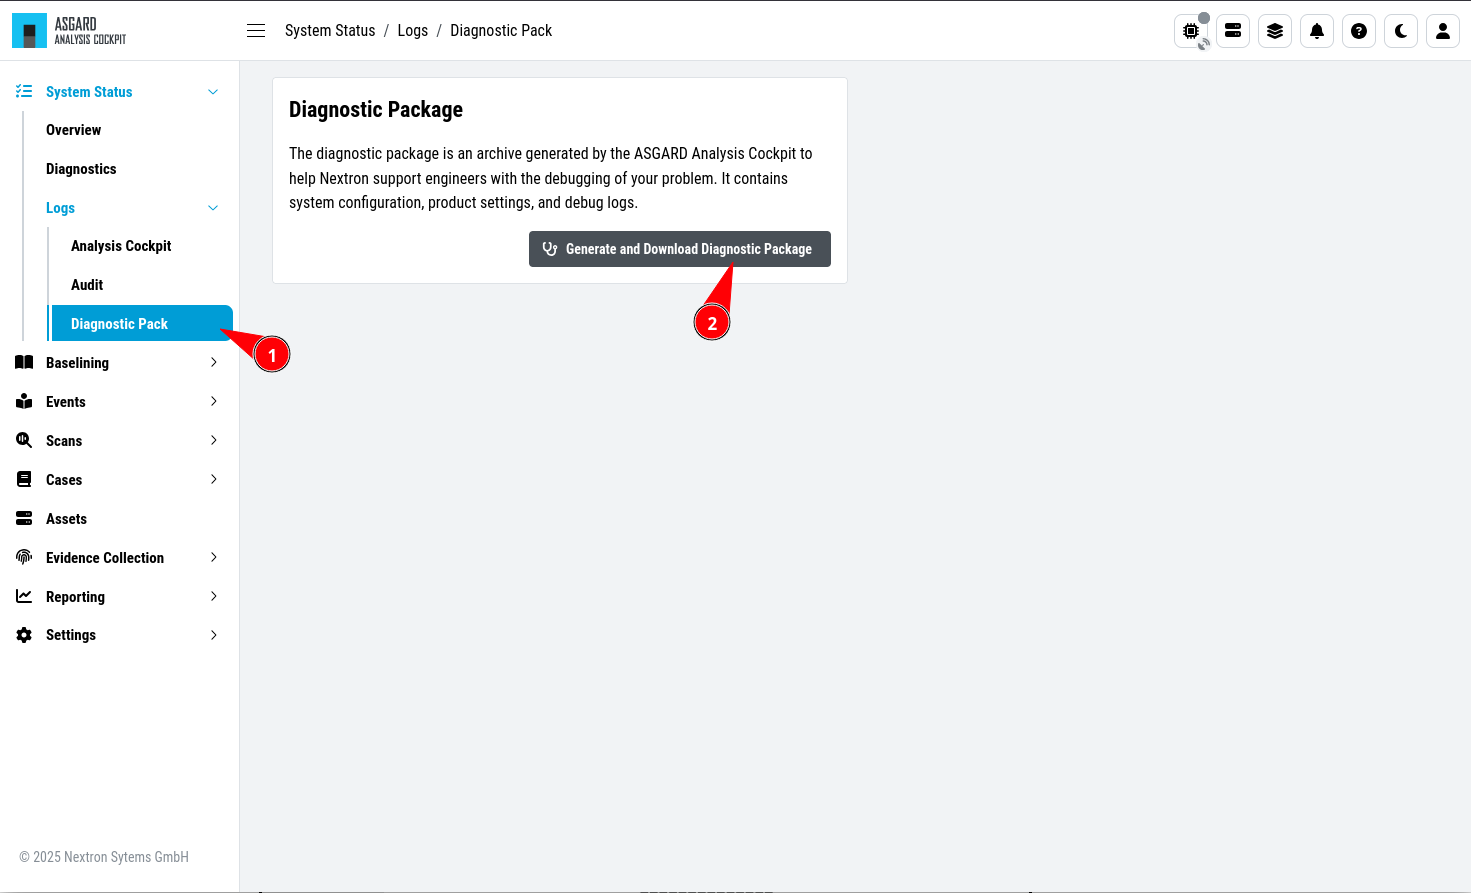 ASGARD
ANALYSIS COCKPIT
System Status / Logs / Diagnostic Pack
System Status
Overview
Diagnostics
Logs
Analysis Cockpit
Audit
Diagnostic Pack
Baselining
Events
Scans
Cases
Assets
Evidence Collection
Reporting
Settings
© 2025 Nextron Sytems GmbH
Diagnostic Package
The diagnostic package is an archive generated by the ASGARD Analysis Cockpit to
help Nextron support engineers with the debugging of your problem. It contains
system configuration, product settings, and debug logs.
Generate and Download Diagnostic Package
1
2